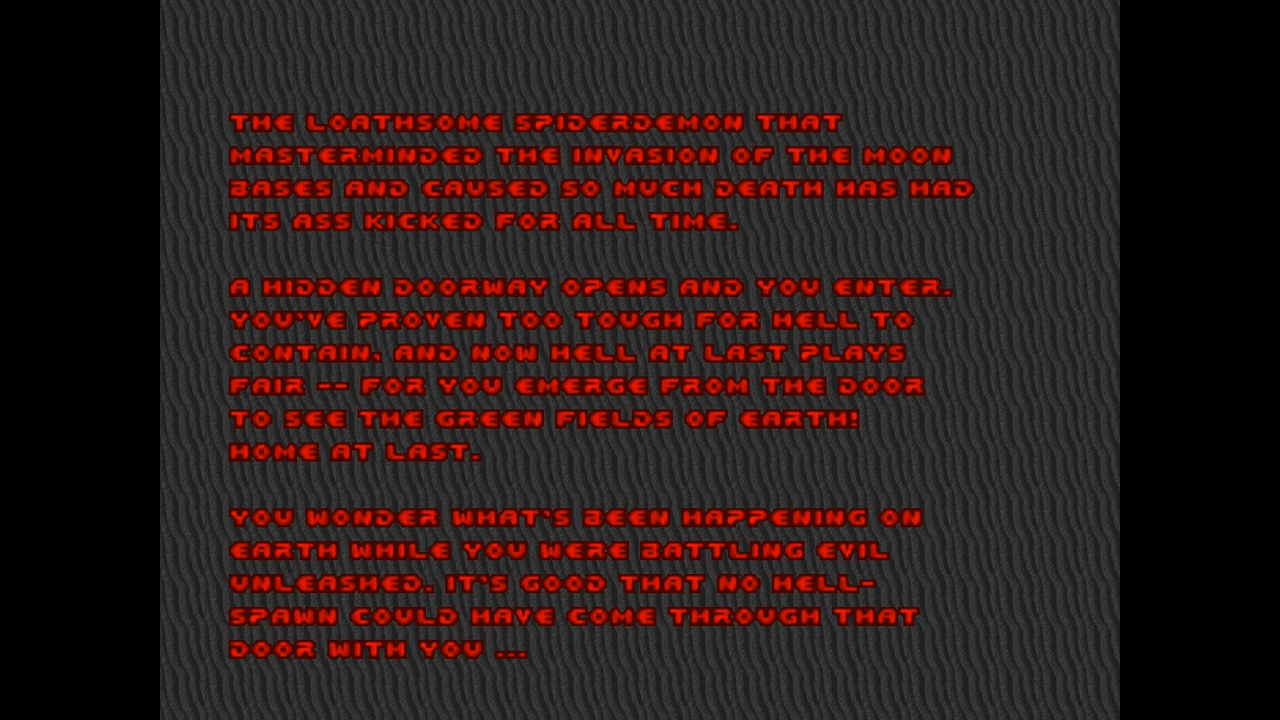 THE LOATHSOME SPIDERDEMON THAT
MASTERMINDED THE INVASION OF THE MOON
BASES AND CAUSED SO MUCH DEATH HAS HAD
ITS ASS KICKED FOR ALL TIME.
A HIDDEN DOORWAY OPENS AND YOU ENTER.
YOU'VE PROVEN TOO TOUGH FOR HELL TO
CONTAIN, AND NOW HELL AT LAST PLAYS
FAIR -- FOR YOU EMERGE FROM THE DOOR
TO SEE THE GREEN FIELDS OF EARTH!
HOME AT LAST.
YOU WONDER WHAT'S BEEN HAPPENING ON
EARTH WHILE YOU WERE BATTLING EVIL
UNLEASHED. IT'S GOOD THAT NO HELL-
SPAWN COULD HAVE COME THROUGH THAT
DOOR WITH YOU ...